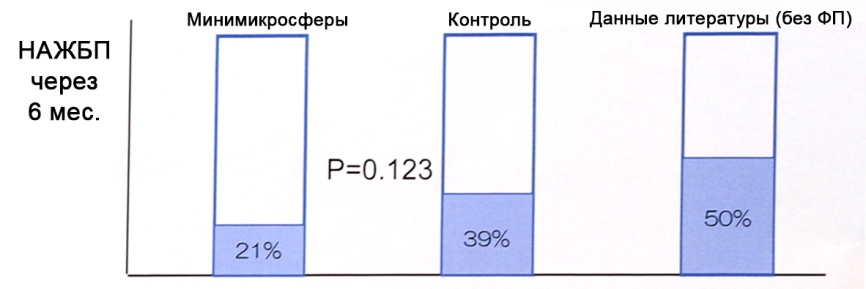 Минимикросферы
Контроль
Данные литературы (без ФП)
НАЖБП
через
6 мес.
P=0.123
21%
39%
50%